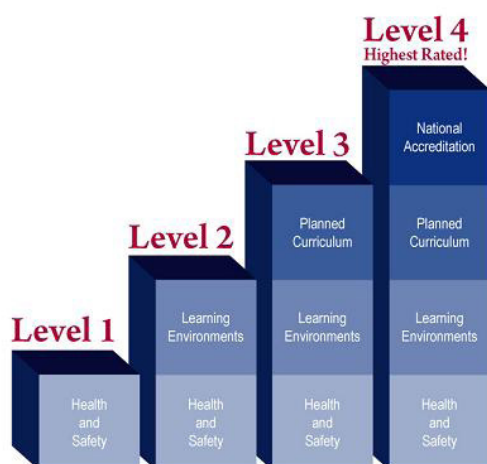 Level 4
Highest Rated!
National
Accreditation
Level 3
Planned
Curriculum
Planned
Curriculum
Level 2
Learning
Environments
Learning
Environments
Learning
Environments
Level 1
Health
and
Safety
Health
and
Safety
Health
and
Safety
Health
and
Safety